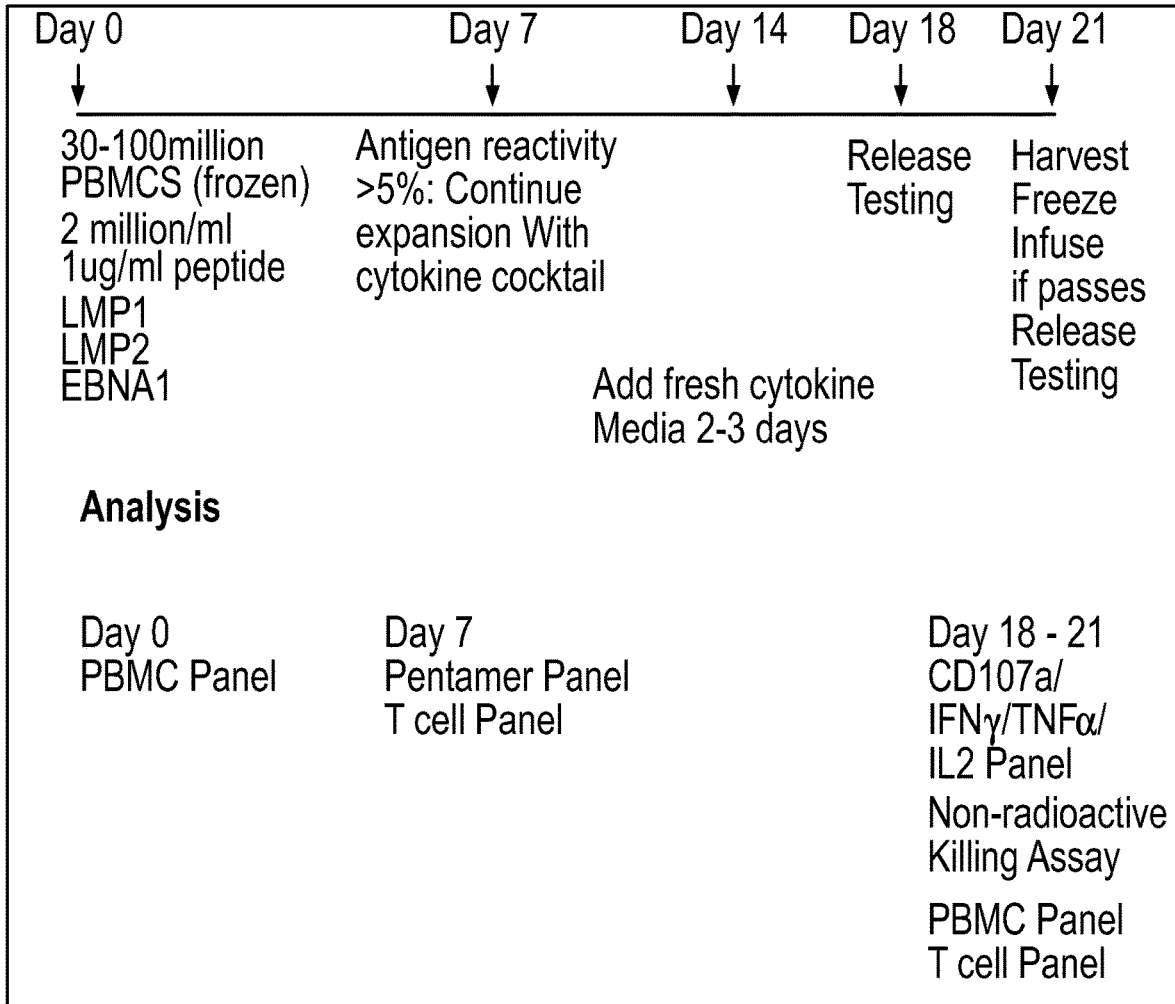 Day 0 Day 7 Day 14 Day 18 Day 21
30-100million
PBMCS (frozen)
2 million/ml
1ug/ml peptide
LMP1
LMP2
EBNA1
Antigen reactivity
>5%: Continue
expansion With
cytokine cocktail
Add fresh cytokine
Media 2-3 days
Release
Testing
Harvest
Freeze
Infuse
if passes
Release
Testing
Analysis
Day 0
PBMC Panel
Day 7
Pentamer Panel
T cell Panel
Day 18 - 21
CD107a/
IFNγ/TNFα/
IL2 Panel
Non-radioactive
Killing Assay
PBMC Panel
T cell Panel